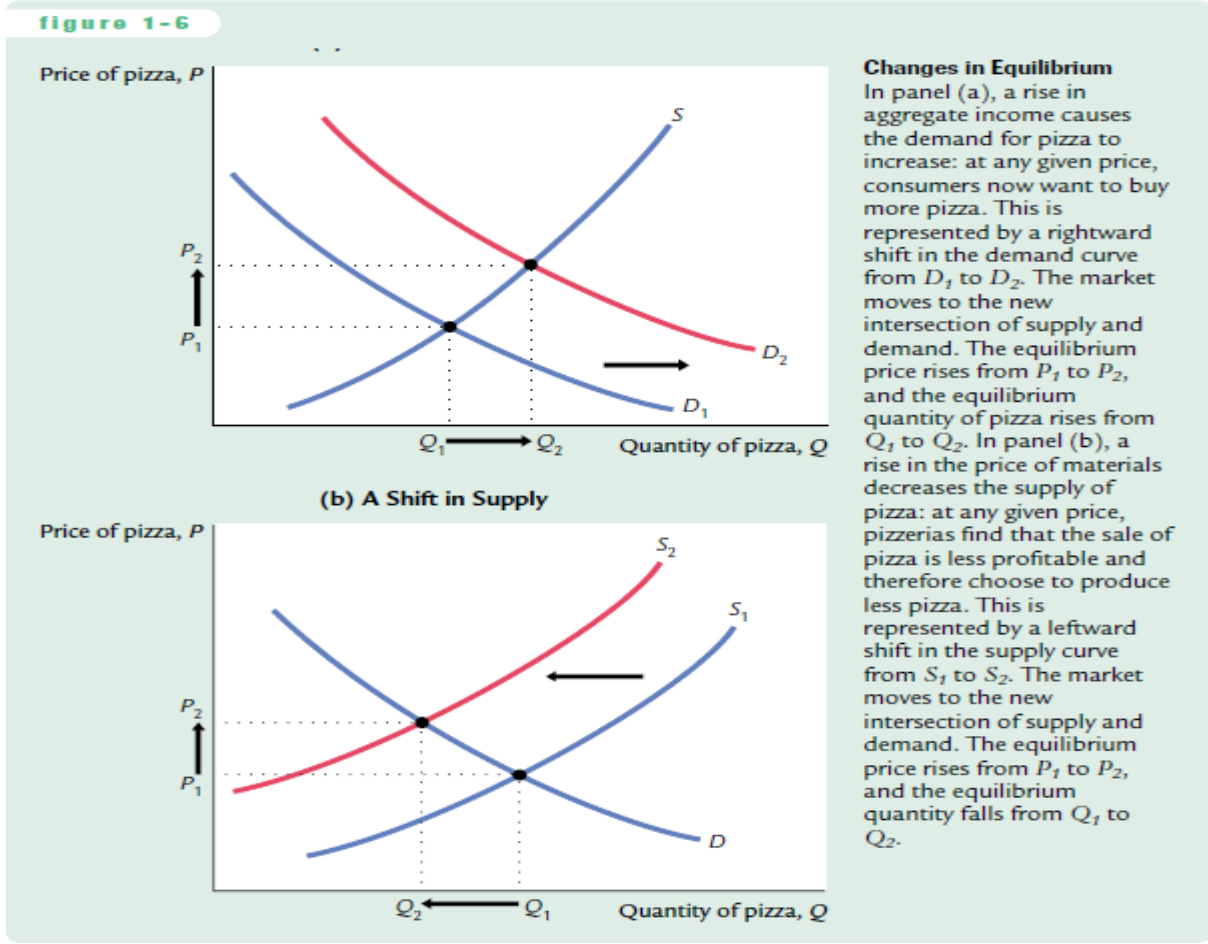 figure 1-6
Price of pizza, P
S
P₂
P₁
D₂
D₁
Q₁
Q₂
Quantity of pizza, Q
(b) A Shift in Supply
Price of pizza, P
S₂
S₁
P₂
P₁
D
Q₂
Q₁
Quantity of pizza, Q
Changes in Equilibrium
In panel (a), a rise in
aggregate income causes
the demand for pizza to
increase: at any given price,
consumers now want to buy
more pizza. This is
represented by a rightward
shift in the demand curve
from D₁ to D₂. The market
moves to the new
intersection of supply and
demand. The equilibrium
price rises from P₁ to P₂,
and the equilibrium
quantity of pizza rises from
Q₁ to Q₂. In panel (b), a
rise in the price of materials
decreases the supply of
pizza: at any given price,
pizzerias find that the sale of
pizza is less profitable and
therefore choose to produce
less pizza. This is
represented by a leftward
shift in the supply curve
from S₁ to S₂. The market
moves to the new
intersection of supply and
demand. The equilibrium
price rises from P₁ to P₂,
and the equilibrium
quantity falls from Q₁ to
Q₂.